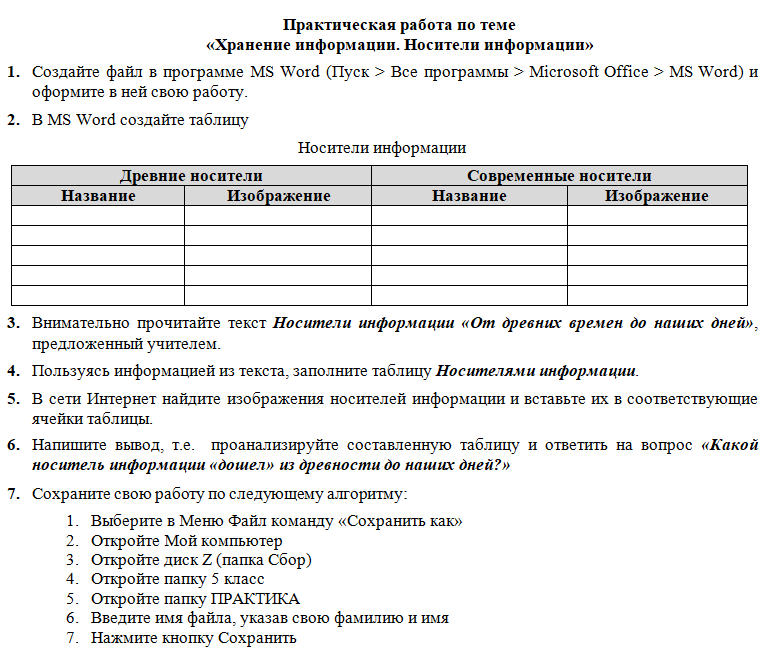 Практическая работа по теме
«Хранение информации. Носители информации»
1. Создайте файл в программе MS Word (Пуск > Все программы > Microsoft Office > MS Word) и
оформите в ней свою работу.
2. В MS Word создайте таблицу
Носители информации
Древние носители Современные носители
Название Изображение Название Изображение
3. Внимательно прочитайте текст Носители информации «От древних времен до наших дней»,
предложенный учителем.
4. Пользуясь информацией из текста, заполните таблицу Носителями информации.
5. В сети Интернет найдите изображения носителей информации и вставьте их в соответствующие
ячейки таблицы.
6. Напишите вывод, т.е. проанализируйте составленную таблицу и ответить на вопрос «Какой
носитель информации «дошел» из древности до наших дней?»
7. Сохраните свою работу по следующему алгоритму:
1. Выберите в Меню Файл команду «Сохранить как»
2. Откройте Мой компьютер
3. Откройте диск Z (папка Сбор)
4. Откройте папку 5 класс
5. Откройте папку ПРАКТИКА
6. Введите имя файла, указав свою фамилию и имя
7. Нажмите кнопку Сохранить